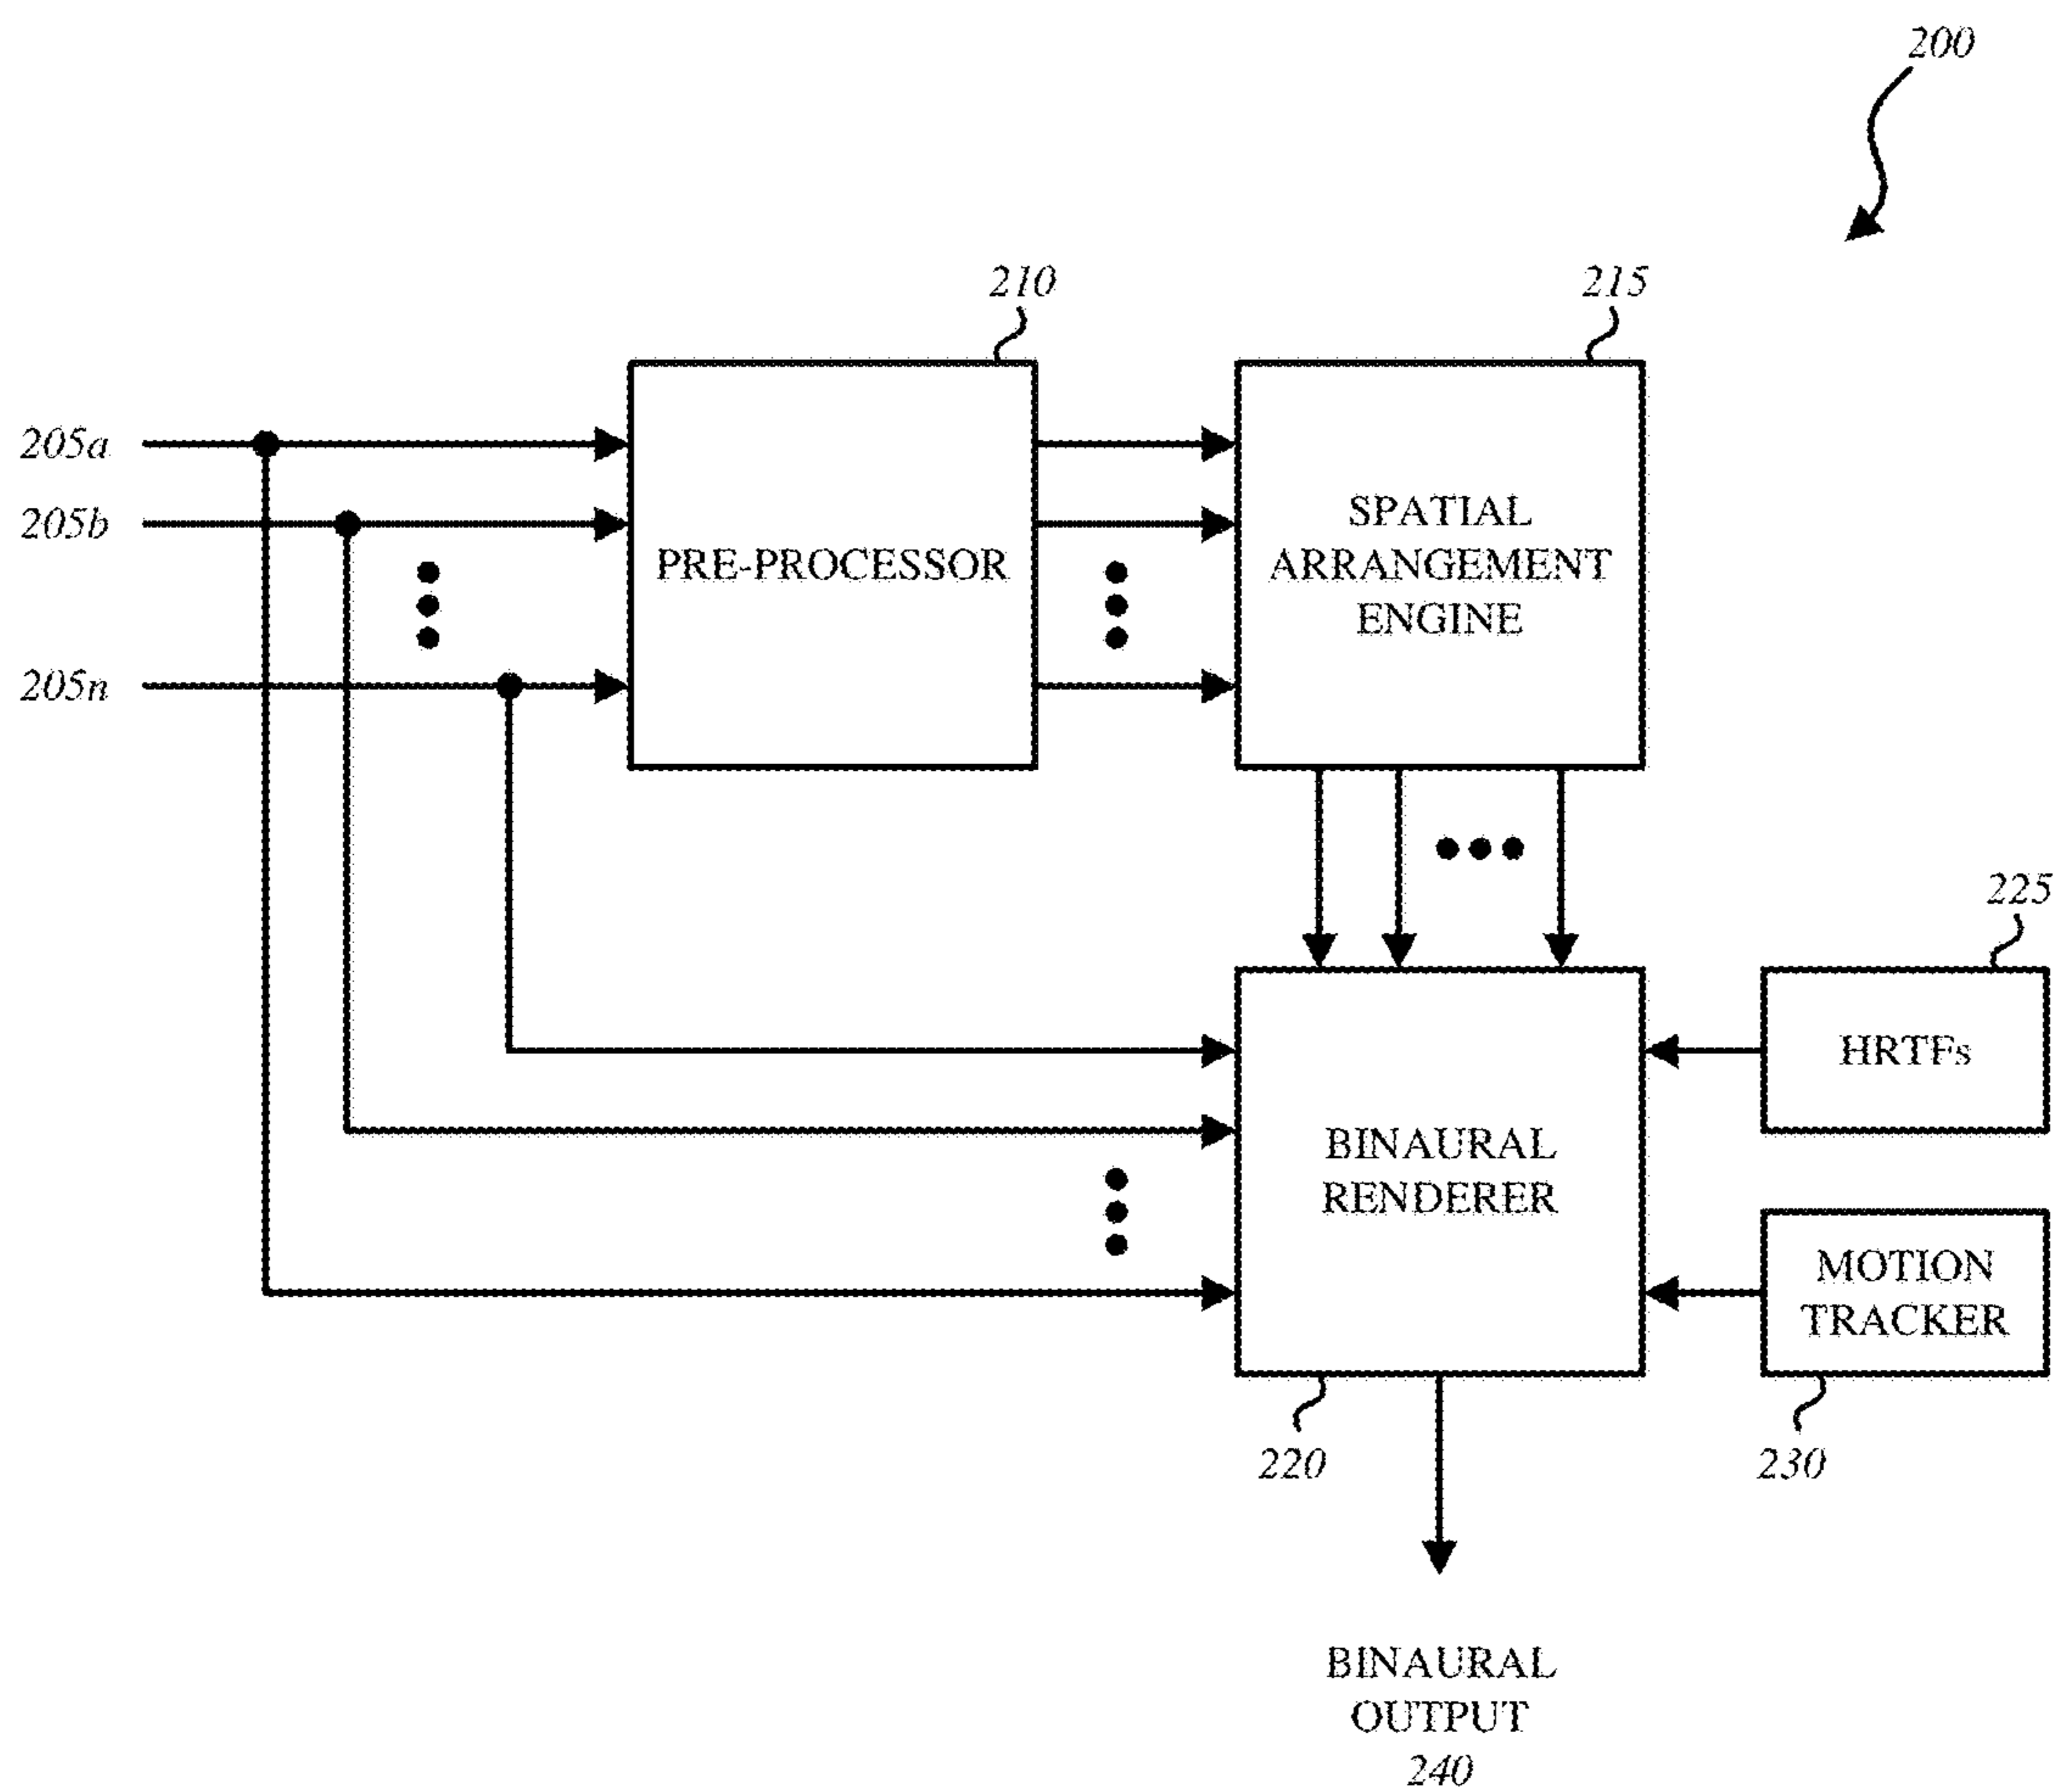 200
210
215
205a
205b
205n
PRE-PROCESSOR
SPATIAL
ARRANGEMENT
ENGINE
225
HRTFs
BINAURAL
RENDERER
MOTION
TRACKER
220
230
BINAURAL
OUTPUT
240